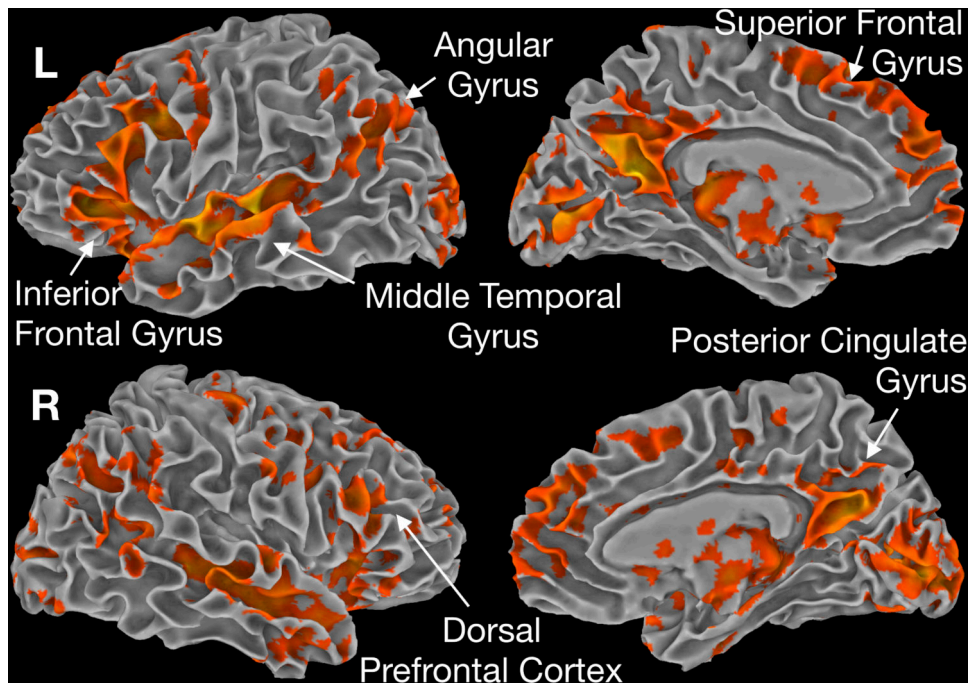 L
Angular
Gyrus
Superior Frontal
Gyrus
Inferior
Frontal Gyrus
Middle Temporal
Gyrus
Posterior Cingulate
Gyrus
R
Dorsal
Prefrontal Cortex